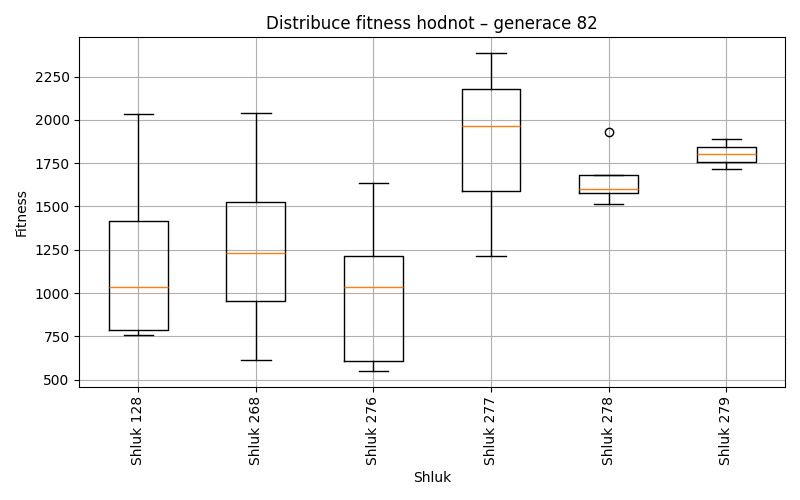 Distribuce fitness hodnot – generace 82
Fitness
2250
2000
1750
1500
1250
1000
750
500
Shluk 128
Shluk 268
Shluk 276
Shluk 277
Shluk 278
Shluk 279
Shluk